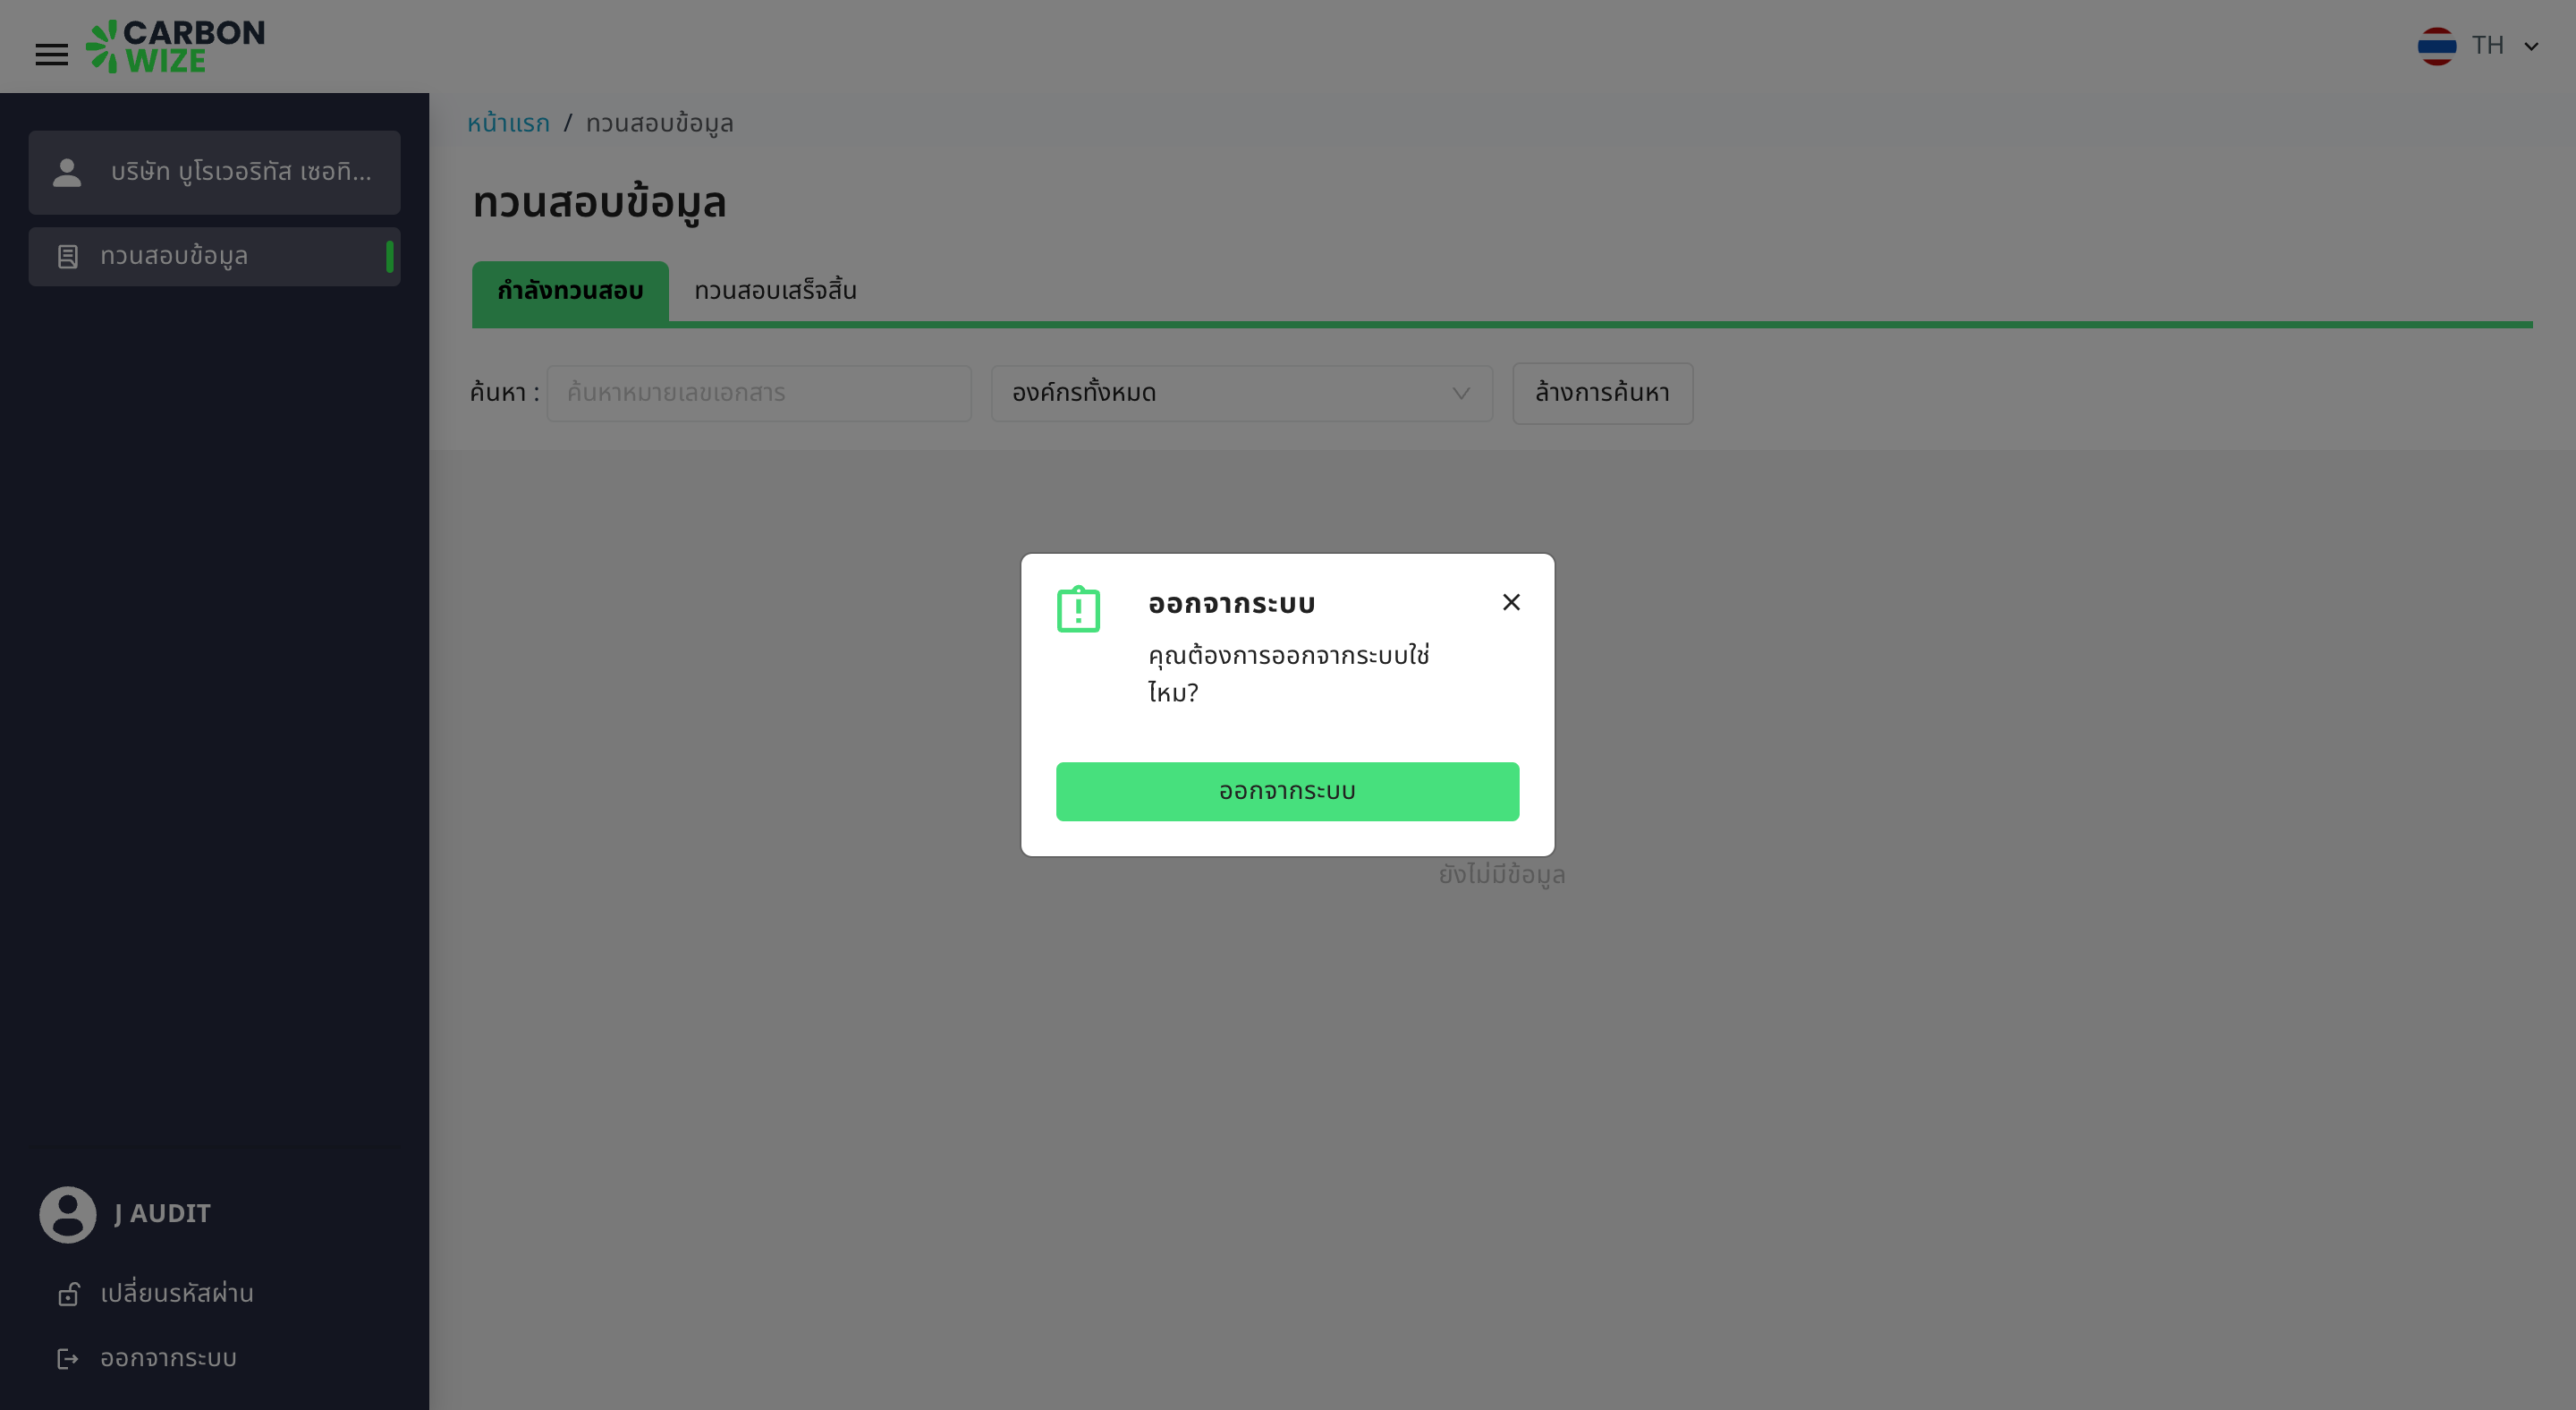 CARBON
WIZE
TH
บริษัท บูโรเวอริทัส เซอทิ...
ทวนสอบข้อมูล
หน้าแรก / ทวนสอบข้อมูล
ทวนสอบข้อมูล
กำลังทวนสอบ
ทวนสอบเสร็จสิ้น
ค้นหา :
ค้นหาหมายเลขเอกสาร
องค์กรทั้งหมด
ล้างการค้นหา
ออกจากระบบ
คุณต้องการออกจากระบบใช่
ไหม?
ออกจากระบบ
ยังไม่มีข้อมูล
J AUDIT
เปลี่ยนรหัสผ่าน
ออกจากระบบ